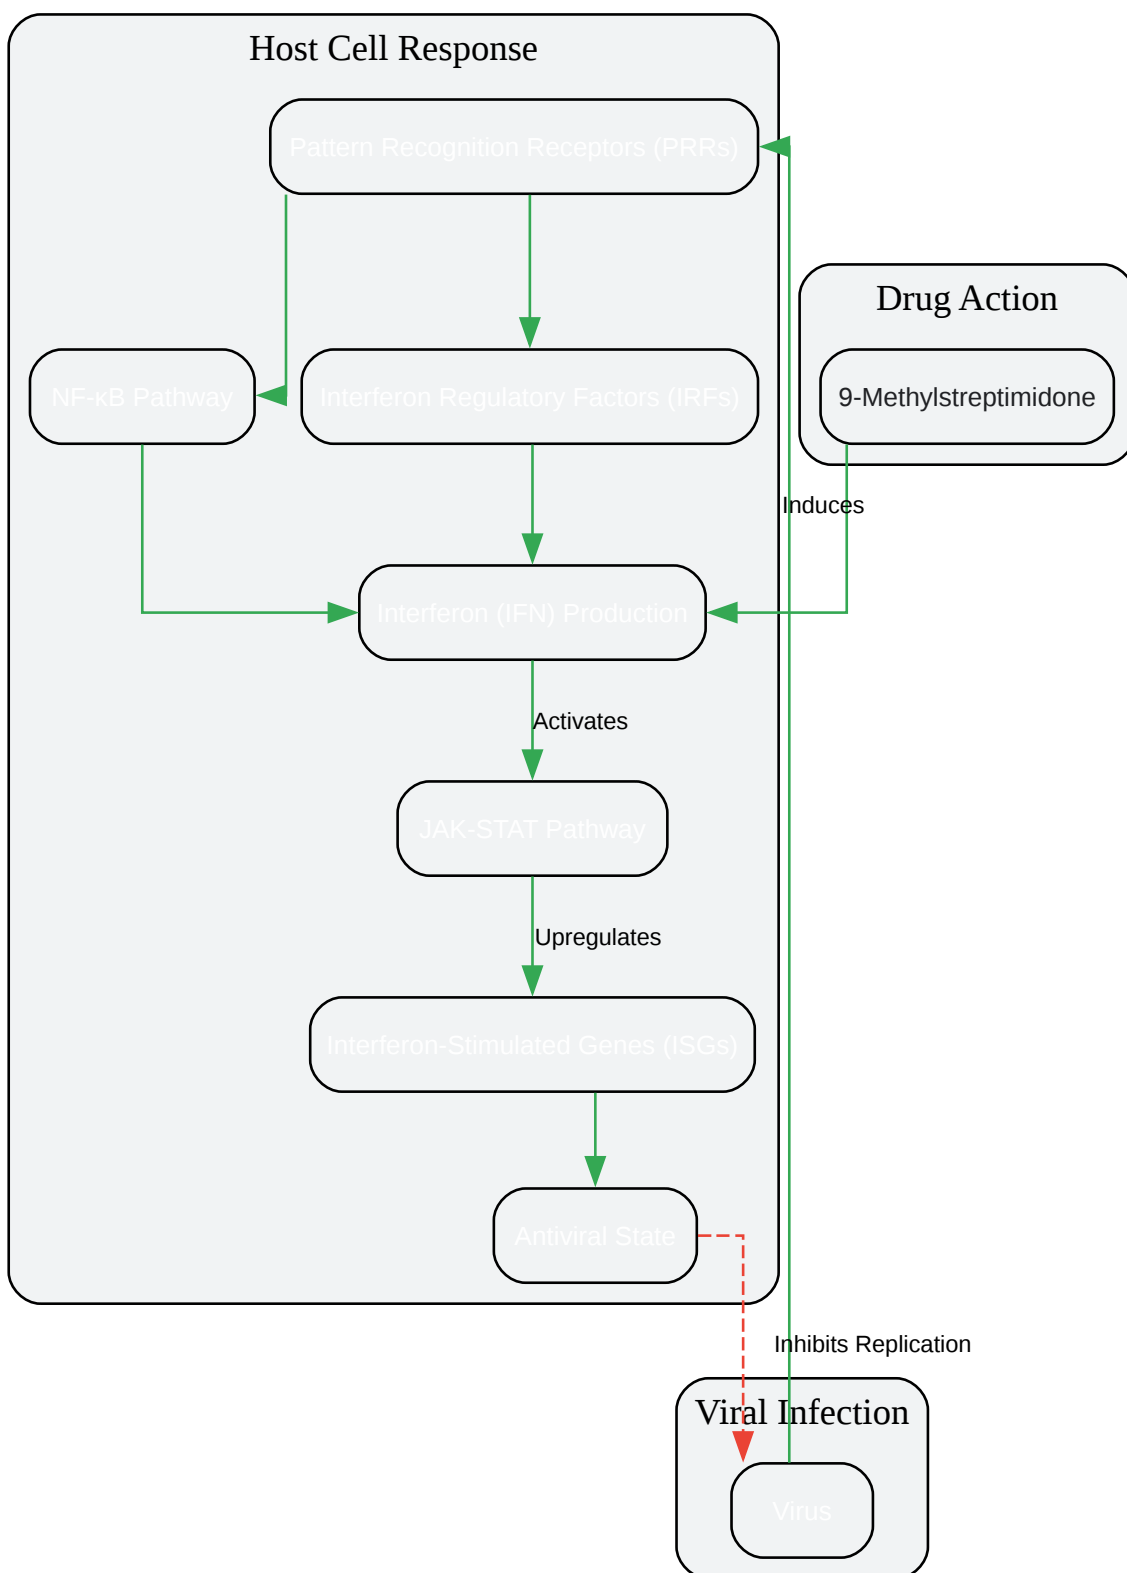 Host Cell Response
Pattern Recognition Receptors (PRRs)
Drug Action
NF-κB Pathway
Interferon Regulatory Factors (IRFs)
9-Methylstreptimidone
Induces
Interferon (IFN) Production
Activates
JAK-STAT Pathway
Upregulates
Interferon-Stimulated Genes (ISGs)
Antiviral State
Inhibits Replication
Viral Infection
Virus